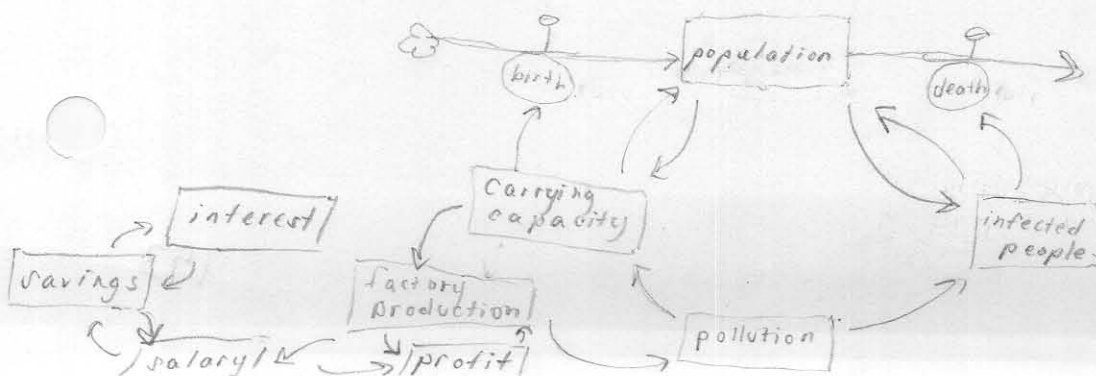 population
birth
death
Carrying
capacity
interest
infected
people
savings
factory
production
pollution
salary
profit